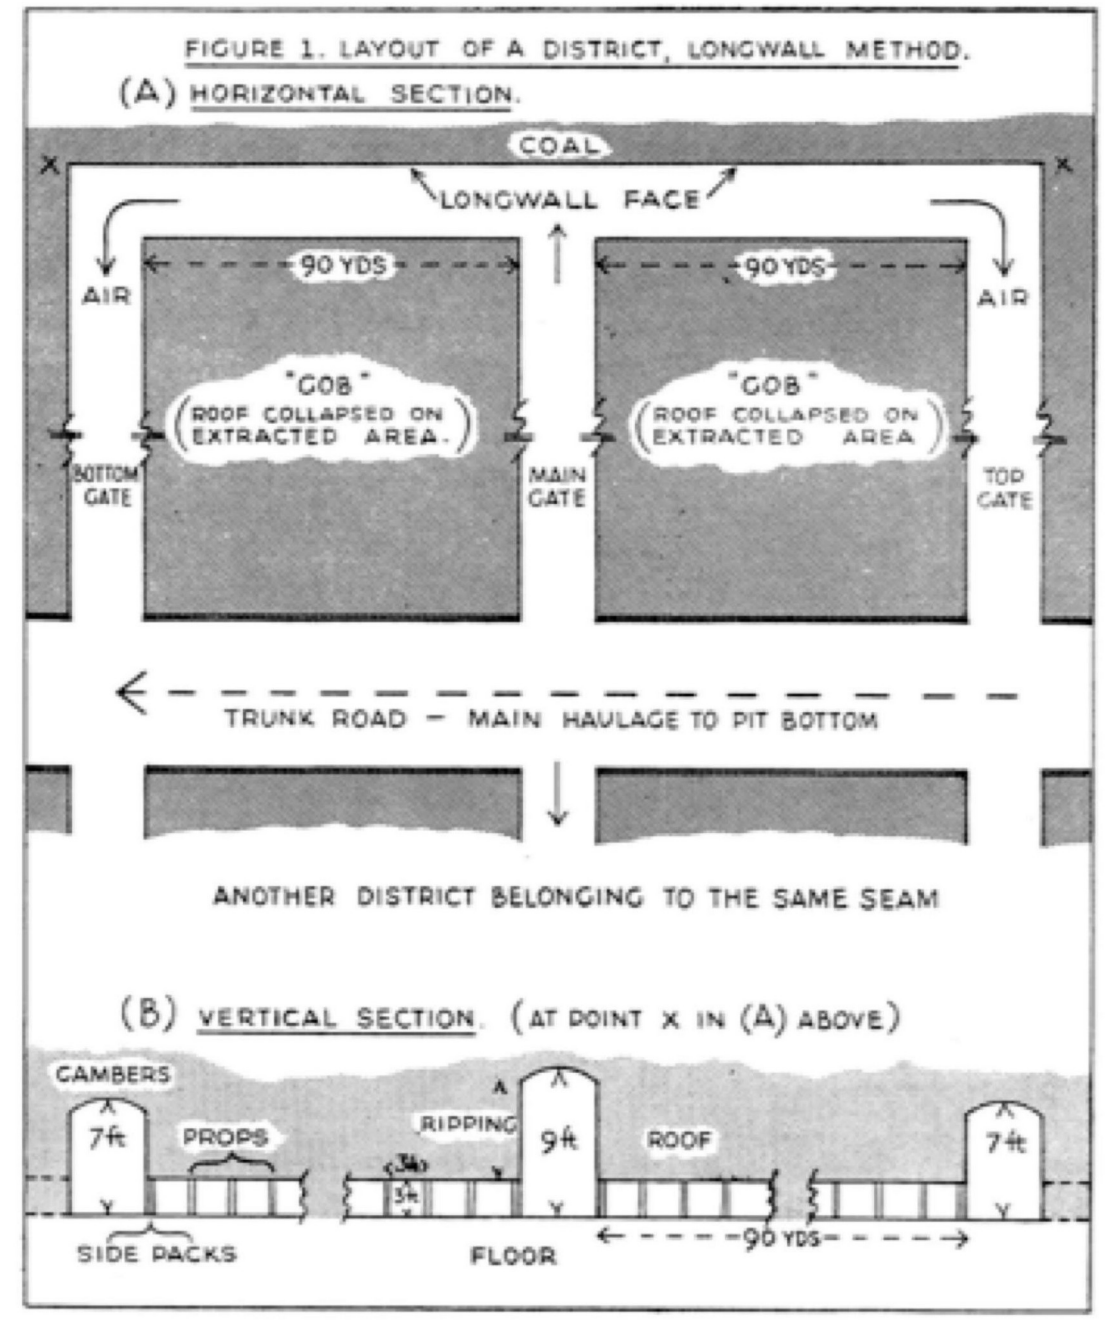 FIGURE 1. LAYOUT OF A DISTRICT, LONGWALL METHOD.
(A) HORIZONTAL SECTION.
COAL
X X
LONGWALL FACE
90 YDS 90 YDS
AIR AIR
"GOB" "GOB"
(ROOF COLLAPSED ON (ROOF COLLAPSED ON
EXTRACTED AREA.) EXTRACTED AREA)
BOTTOM MAIN TOP
GATE GATE GATE
TRUNK ROAD - MAIN HAULAGE TO PIT BOTTOM
ANOTHER DISTRICT BELONGING TO THE SAME SEAM
(B) VERTICAL SECTION. (AT POINT X IN (A) ABOVE)
CAMBERS
7ft PROPS RIPPING 9ft ROOF 7ft
3ft
90 YDS
SIDE PACKS FLOOR